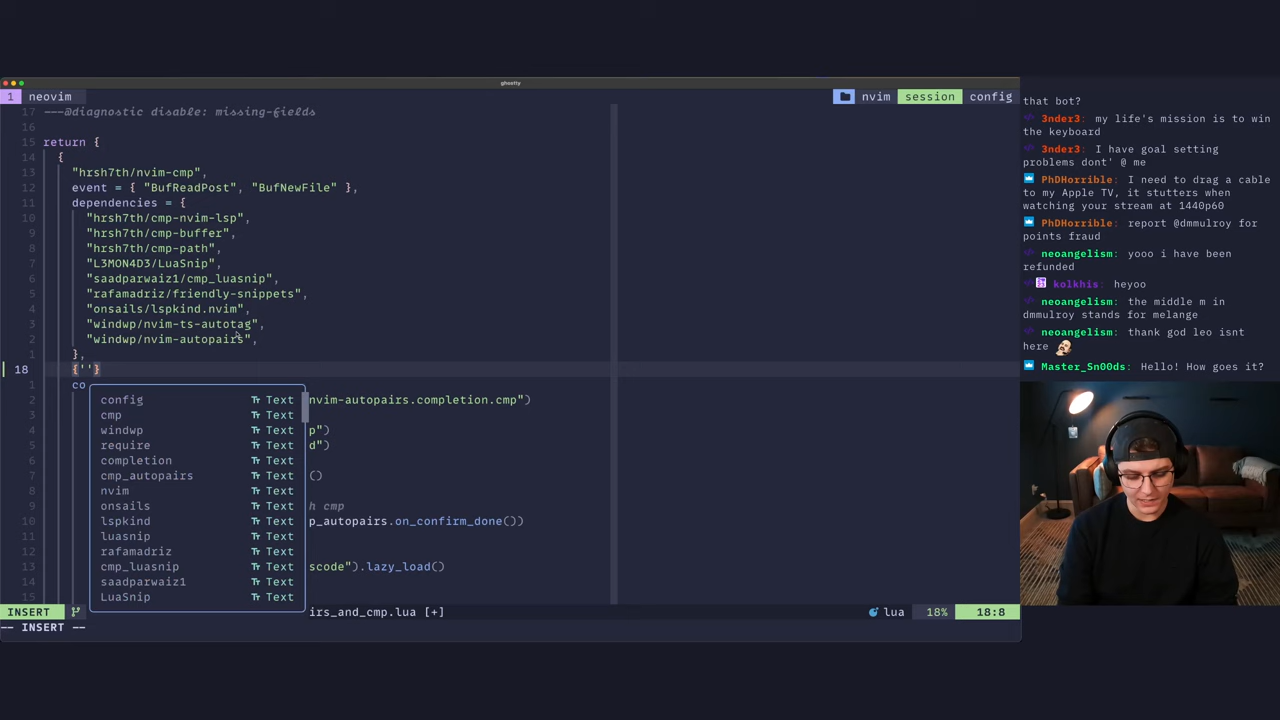 ghostty
1 neovim
nvim session config
17 ---@diagnostic disable: missing-fields
16
15 return {
14 {
13 "hrsh7th/nvim-cmp",
12 event = { "BufReadPost", "BufNewFile" },
11 dependencies = {
10 "hrsh7th/cmp-nvim-lsp",
9 "hrsh7th/cmp-buffer",
8 "hrsh7th/cmp-path",
7 "L3MON4D3/LuaSnip",
6 "saadparwaiz1/cmp_luasnip",
5 "rafamadriz/friendly-snippets",
4 "onsails/lspkind.nvim",
3 "windwp/nvim-ts-autotag",
2 "windwp/nvim-autopairs",
1 },
18 {''}
1 co
2 config Text nvim-autopairs.completion.cmp")
3 cmp Text
4 windwp Text p")
5 require Text d")
6 completion Text
7 cmp_autopairs Text ()
8 nvim Text
9 onsails Text h cmp
10 lspkind Text p_autopairs.on_confirm_done())
11 luasnip Text
12 rafamadriz Text
13 cmp_luasnip Text scode").lazy_load()
14 saadparwaiz1 Text
LuaSnip Text
INSERT irs_and_cmp.lua [+] lua 18% 18:8
-- INSERT --
that bot?
3nder3: my life's mission is to win
the keyboard
3nder3: I have goal setting
problems dont' @ me
PhDHorrible: I need to drag a cable
to my Apple TV, it stutters when
watching your stream at 1440p60
PhDHorrible: report @dmmulroy for
points fraud
neoangelism: yooo i have been
refunded
kolkhis: heyoo
neoangelism: the middle m in
dmmulroy stands for melange
neoangelism: thank god leo isnt
here
Master_Sn00ds: Hello! How goes it?